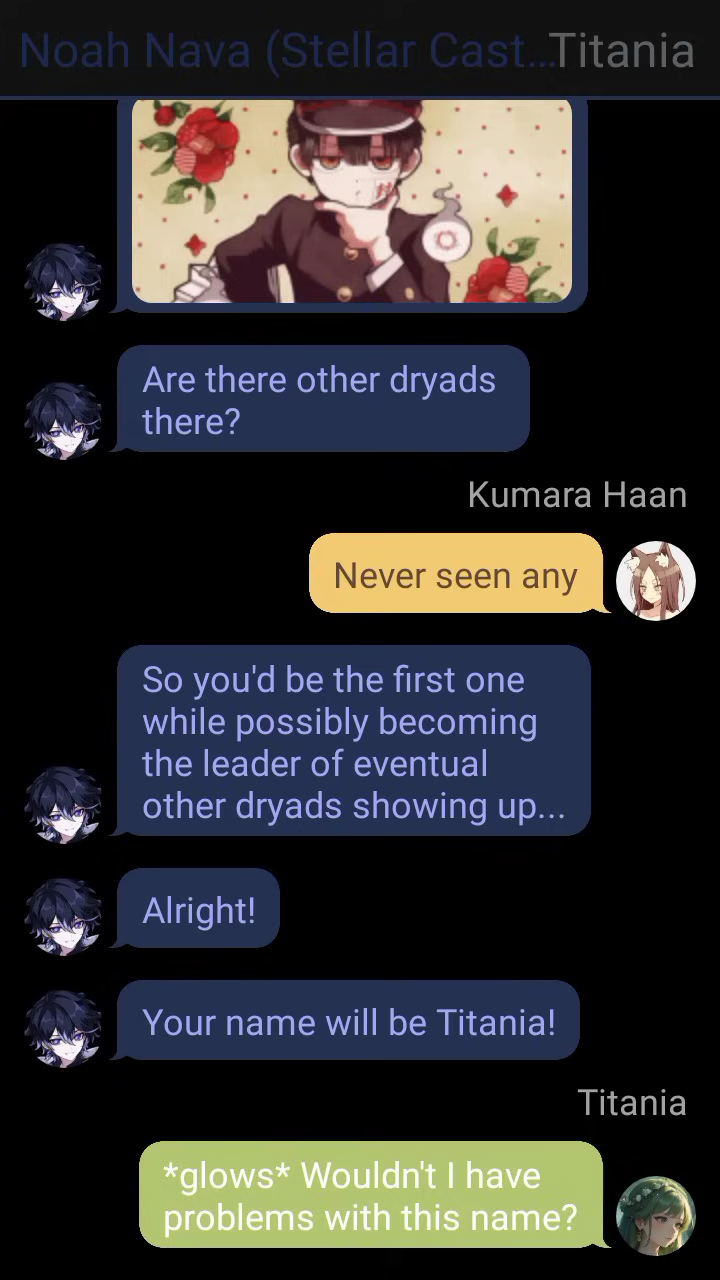 Noah Nava (Stellar Cast...
Titania
Are there other dryads
there?
Kumara Haan
Never seen any
So you'd be the first one
while possibly becoming
the leader of eventual
other dryads showing up...
Alright!
Your name will be Titania!
Titania
*glows* Wouldn't I have
problems with this name?